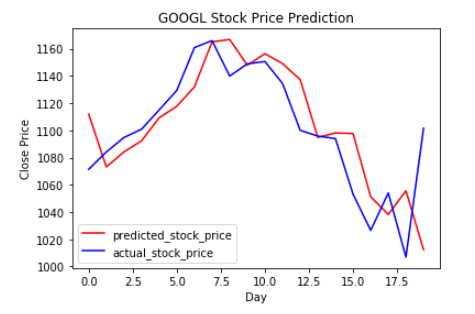 GOOGL Stock Price Prediction
Close Price
1160
1140
1120
1100
1080
1060
1040
1020
1000
predicted_stock_price
actual_stock_price
0.0 2.5 5.0 7.5 10.0 12.5 15.0 17.5
Day